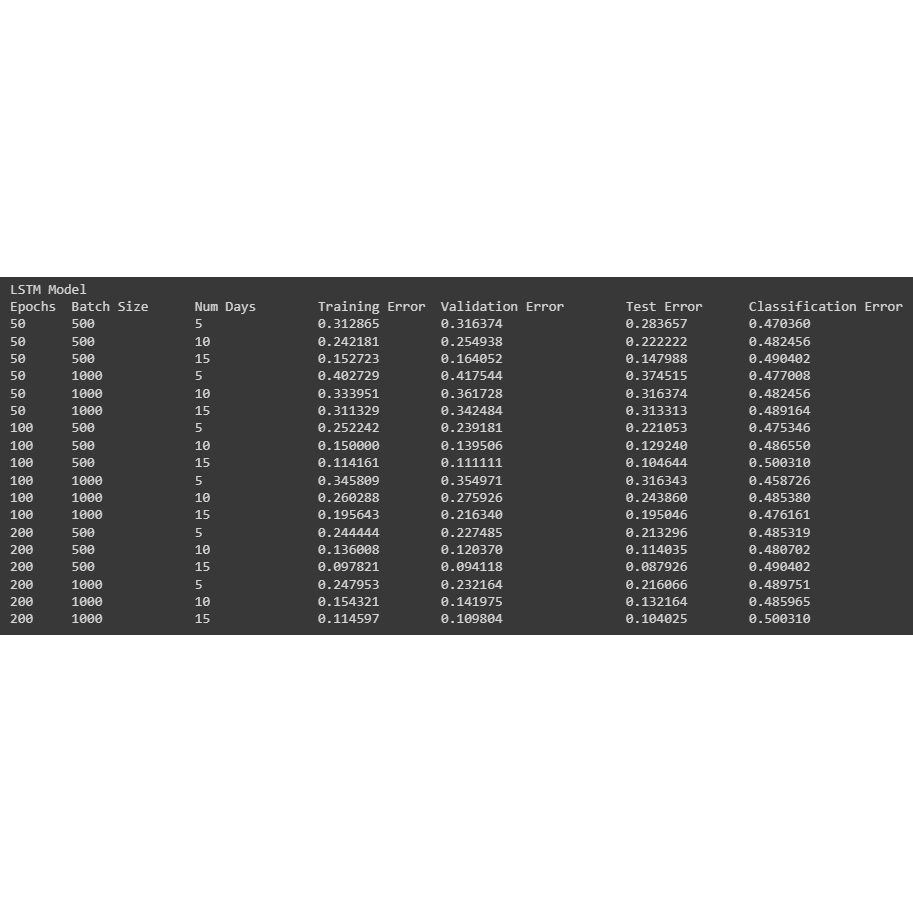 LSTM Model
Epochs Batch Size Num Days Training Error Validation Error Test Error Classification Error
50 500 5 0.312865 0.316374 0.283657 0.470360
50 500 10 0.242181 0.254938 0.222222 0.482456
50 500 15 0.152723 0.164052 0.147988 0.490402
50 1000 5 0.402729 0.417544 0.374515 0.477008
50 1000 10 0.333951 0.361728 0.316374 0.482456
50 1000 15 0.311329 0.342484 0.313313 0.489164
100 500 5 0.252242 0.239181 0.221053 0.475346
100 500 10 0.150000 0.139506 0.129240 0.486550
100 500 15 0.114161 0.111111 0.104644 0.500310
100 1000 5 0.345809 0.354971 0.316343 0.458726
100 1000 10 0.260288 0.275926 0.243860 0.485380
100 1000 15 0.195643 0.216340 0.195046 0.476161
200 500 5 0.244444 0.227485 0.213296 0.485319
200 500 10 0.136008 0.120370 0.114035 0.480702
200 500 15 0.097821 0.094118 0.087926 0.490402
200 1000 5 0.247953 0.232164 0.216066 0.489751
200 1000 10 0.154321 0.141975 0.132164 0.485965
200 1000 15 0.114597 0.109804 0.104025 0.500310